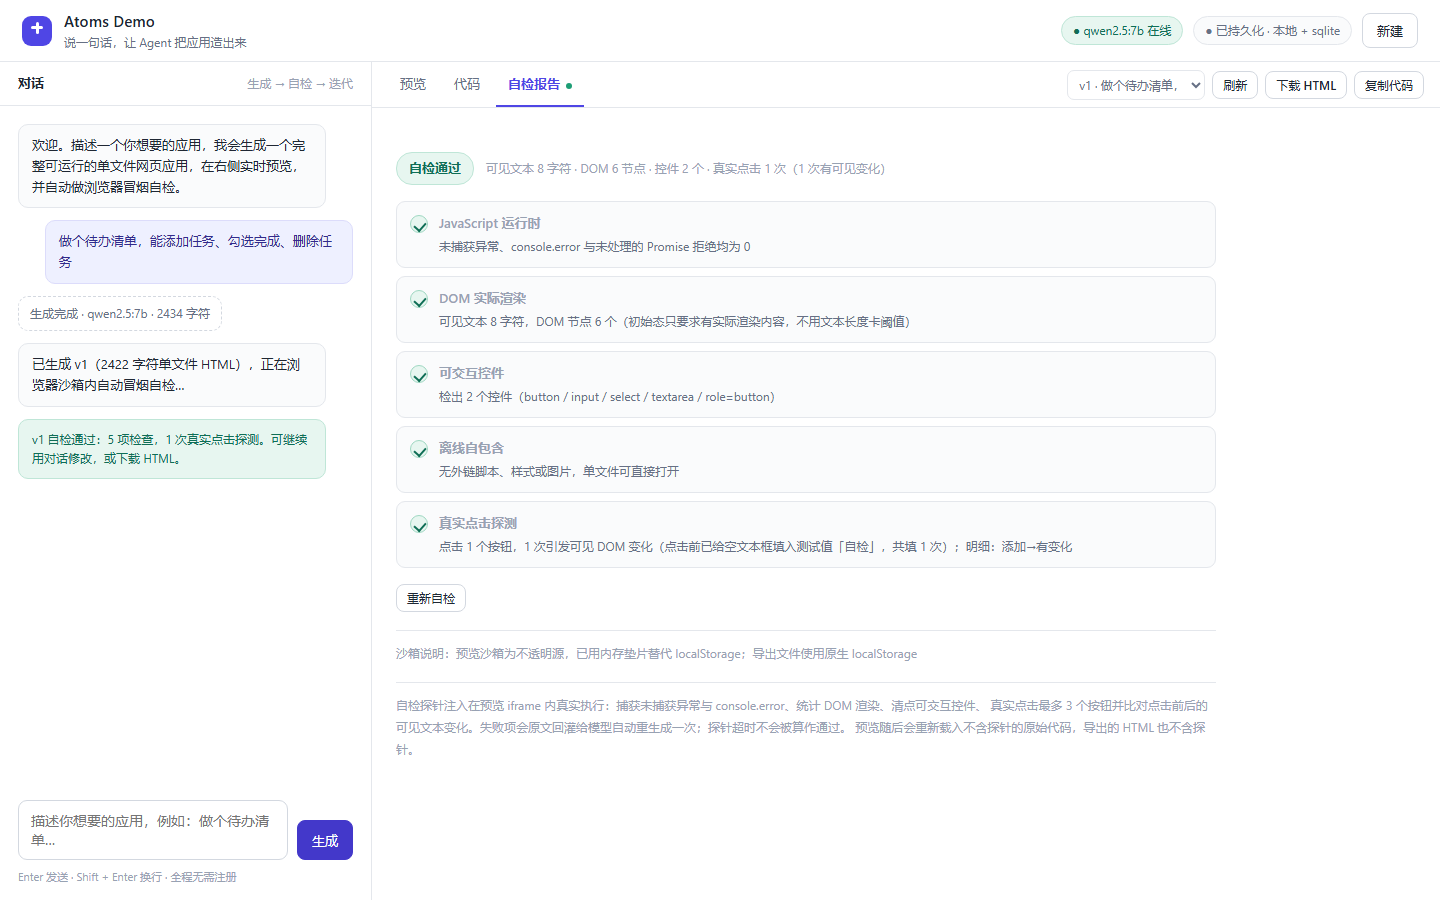 Atoms Demo
说一句话，让 Agent 把应用造出来
● qwen2.5:7b 在线
● 已持久化 · 本地 + sqlite
新建
对话
生成 → 自检 → 迭代
欢迎。描述一个你想要的应用，我会生成一个完
整可运行的单文件网页应用，在右侧实时预览，
并自动做浏览器冒烟自检。
做个待办清单，能添加任务、勾选完成、删除任
务
生成完成 · qwen2.5:7b · 2434 字符
已生成 v1（2422 字符单文件 HTML），正在浏
览器沙箱内自动冒烟自检...
v1 自检通过：5 项检查，1 次真实点击探测。可继续
用对话修改，或下载 HTML。
描述你想要的应用，例如：做个待办清
单...
生成
Enter 发送 · Shift + Enter 换行 · 全程无需注册
预览
代码
自检报告 ●
v1 · 做个待办清单，
刷新
下载 HTML
复制代码
自检通过
可见文本 8 字符 · DOM 6 节点 · 控件 2 个 · 真实点击 1 次（1 次有可见变化）
JavaScript 运行时
未捕获异常、console.error 与未处理的 Promise 拒绝均为 0
DOM 实际渲染
可见文本 8 字符，DOM 节点 6 个（初始态只要求有实际渲染内容，不用文本长度卡阈值）
可交互控件
检出 2 个控件（button / input / select / textarea / role=button）
离线自包含
无外链脚本、样式或图片，单文件可直接打开
真实点击探测
点击 1 个按钮，1 次引发可见 DOM 变化（点击前已给空文本框填入测试值「自检」，共填 1 次）；明细：添加→有变化
重新自检
沙箱说明：预览沙箱为不透明源，已用内存垫片替代 localStorage；导出文件使用原生 localStorage
自检探针注入在预览 iframe 内真实执行：捕获未捕获异常与 console.error、统计 DOM 渲染、清点可交互控件、 真实点击最多 3 个按钮并比对点击前后的
可见文本变化。失败项会原文回灌给模型自动重生成一次；探针超时不会被算作通过。 预览随后会重新载入不含探针的原始代码，导出的 HTML 也不含探
针。